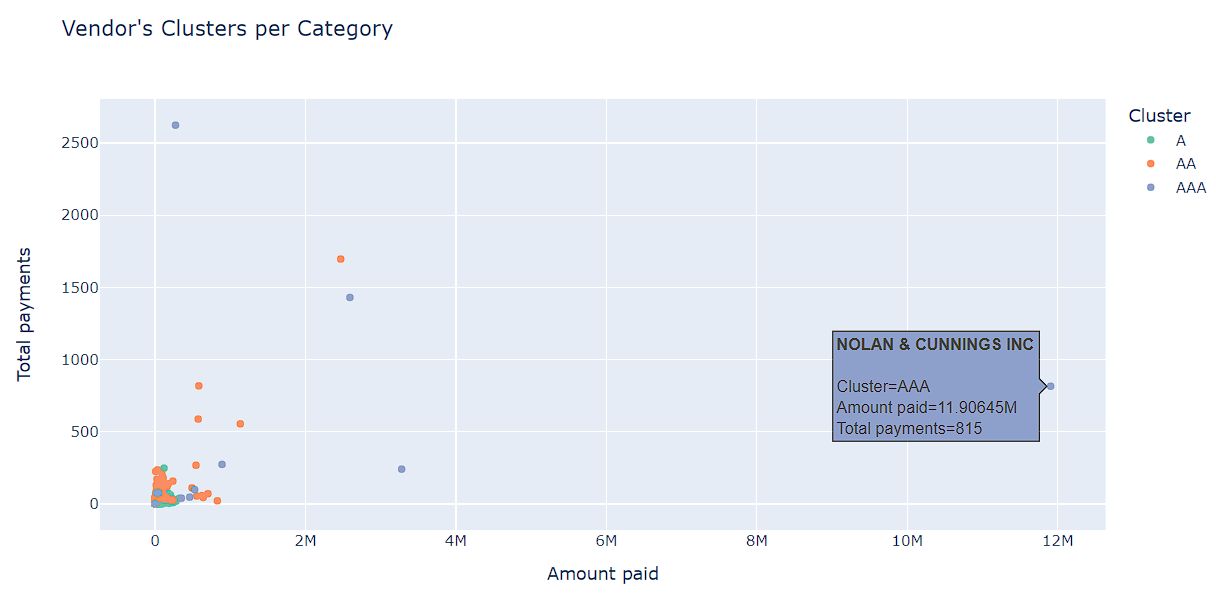 Vendor's Clusters per Category
Cluster
A
AA
AAA
Total payments
2500
2000
1500
1000
500
0
NOLAN & CUNNINGS INC
Cluster=AAA
Amount paid=11.90645M
Total payments=815
0
2M
4M
6M
8M
10M
12M
Amount paid